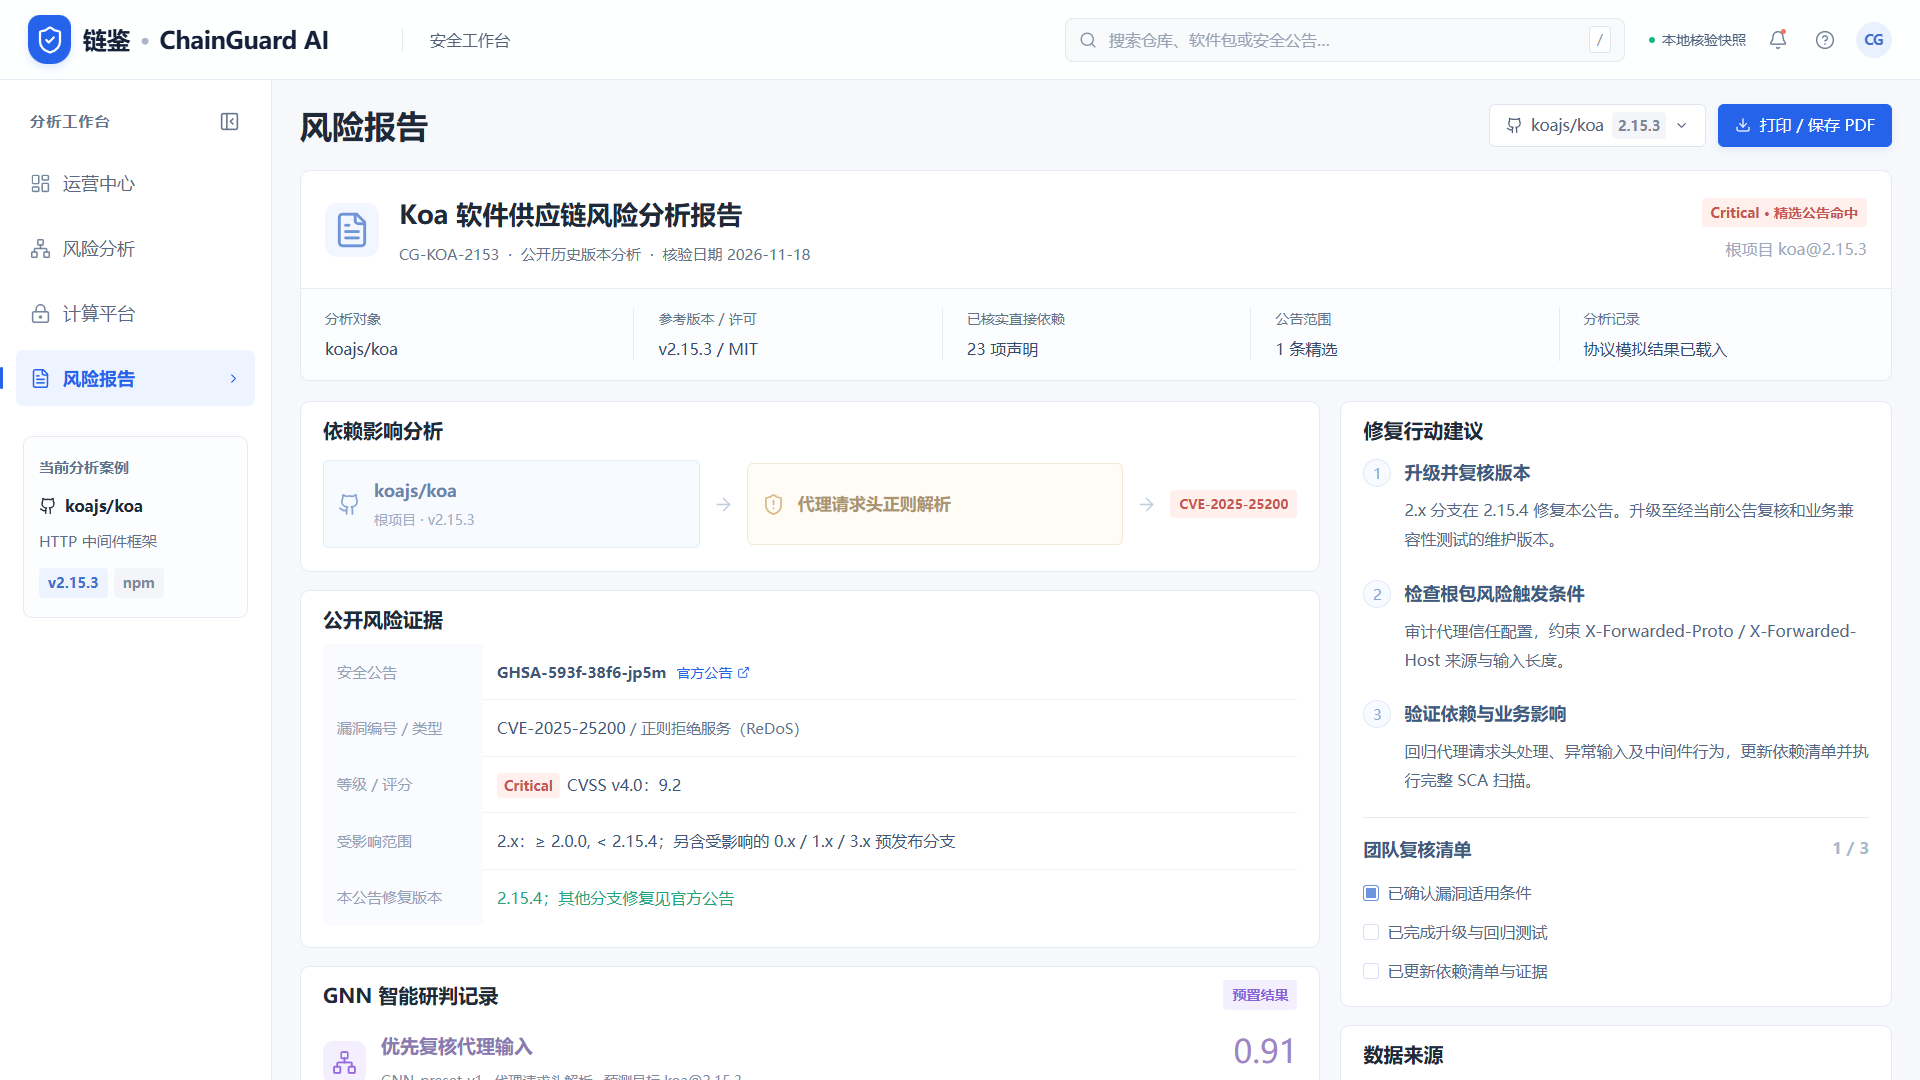 链鉴 • ChainGuard AI
安全工作台
搜索仓库、软件包或安全公告...
/
本地核验快照
CG
分析工作台
运营中心
风险分析
计算平台
风险报告
当前分析案例
koajs/koa
HTTP 中间件框架
v2.15.3 npm
风险报告
koajs/koa 2.15.3
打印 / 保存 PDF
Koa 软件供应链风险分析报告
CG-KOA-2153 · 公开历史版本分析 · 核验日期 2026-11-18
Critical • 精选公告命中
根项目 koa@2.15.3
分析对象
koajs/koa
参考版本 / 许可
v2.15.3 / MIT
已核实直接依赖
23 项声明
公告范围
1 条精选
分析记录
协议模拟结果已载入
依赖影响分析
koajs/koa
根项目 · v2.15.3
代理请求头正则解析
CVE-2025-25200
公开风险证据
安全公告
GHSA-593f-38f6-jp5m 官方公告
漏洞编号 / 类型
CVE-2025-25200 / 正则拒绝服务（ReDoS）
等级 / 评分
Critical CVSS v4.0：9.2
受影响范围
2.x：≥ 2.0.0, < 2.15.4；另含受影响的 0.x / 1.x / 3.x 预发布分支
本公告修复版本
2.15.4；其他分支修复见官方公告
GNN 智能研判记录
预置结果
优先复核代理输入
0.91
GNN-preset-v1 · 代理请求头解析 · 预测目标 koa@2.15.3
修复行动建议
1 升级并复核版本
2.x 分支在 2.15.4 修复本公告。升级至经当前公告复核和业务兼
容性测试的维护版本。
2 检查根包风险触发条件
审计代理信任配置，约束 X-Forwarded-Proto / X-Forwarded-
Host 来源与输入长度。
3 验证依赖与业务影响
回归代理请求头处理、异常输入及中间件行为，更新依赖清单并执
行完整 SCA 扫描。
团队复核清单
1 / 3
已确认漏洞适用条件
已完成升级与回归测试
已更新依赖清单与证据
数据来源